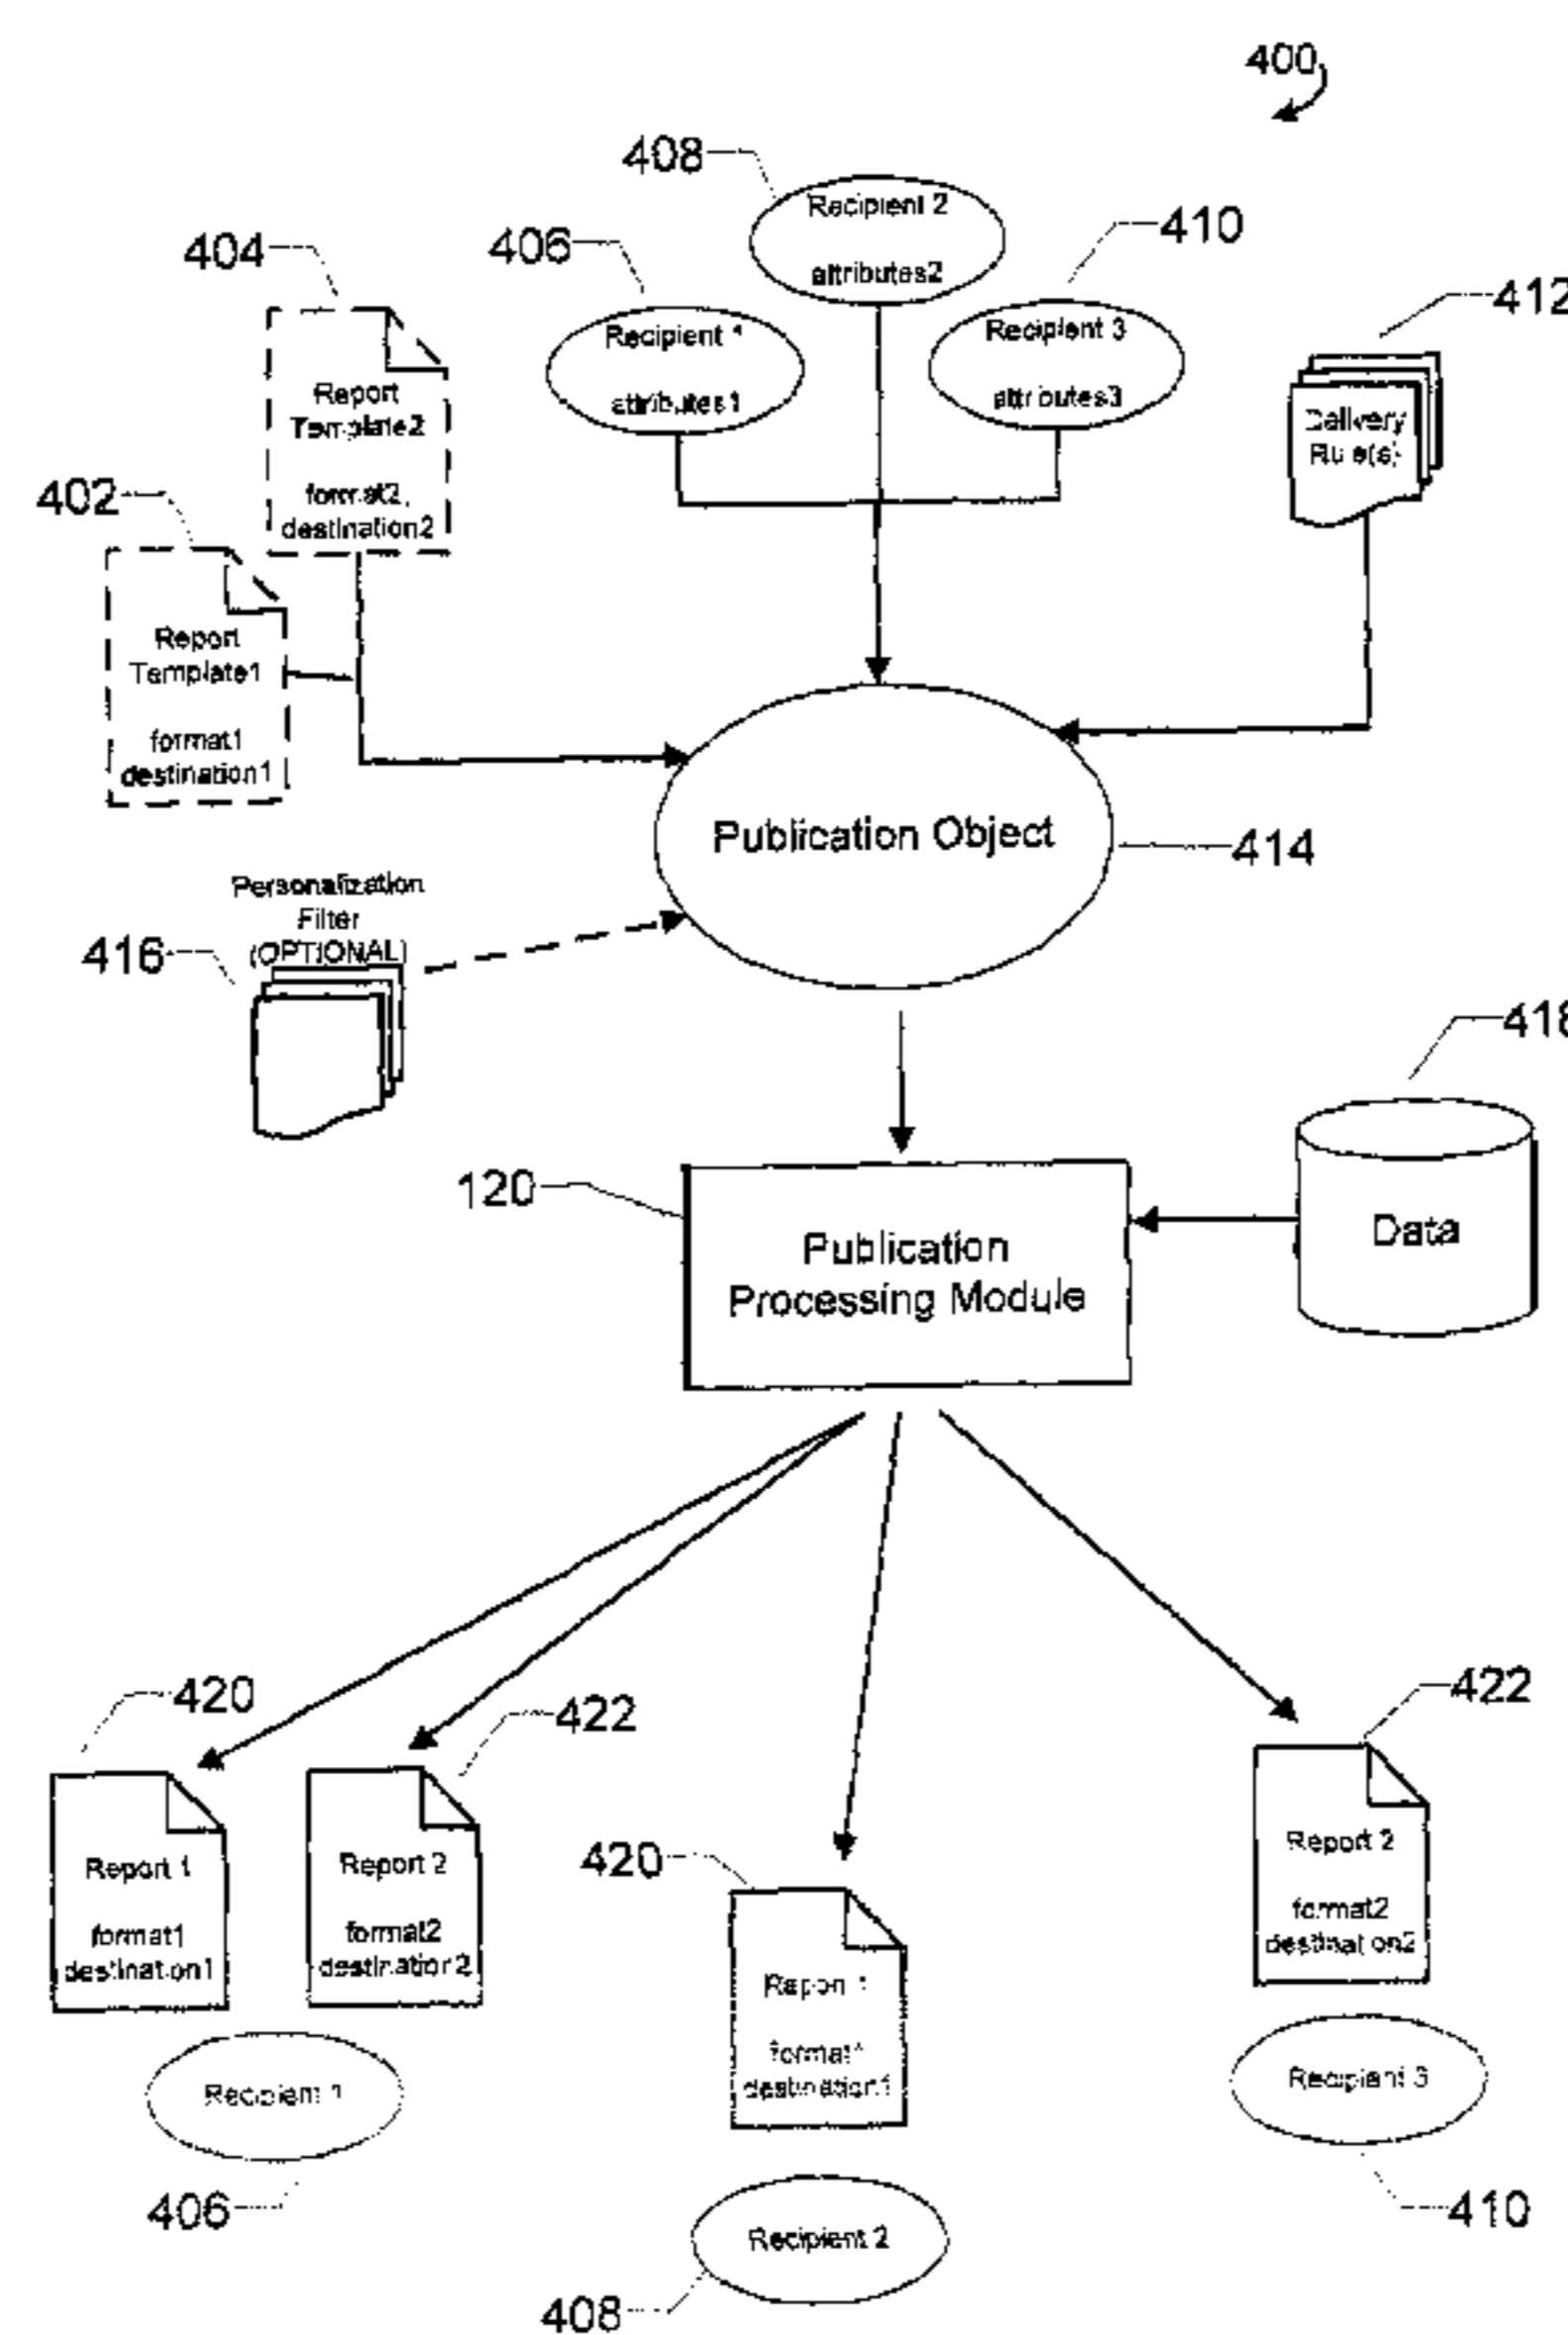 400
408
Recipient 2
attributes2
406
Recipient 1
attributes1
410
Recipient 3
attributes3
404
Report
Template2
format2,
destination2
412
Delivery
Rule(s)
402
Report
Template1
format1
destination1
Publication Object
414
Personalization
Filter
(OPTIONAL)
416
418
Data
120
Publication
Processing Module
420
Report 1
format1
destination1
422
Report 2
format2
destination2
420
Report 1
format1
destination1
422
Report 2
format2
destination2
Recipient 1
406
Recipient 2
408
Recipient 3
410